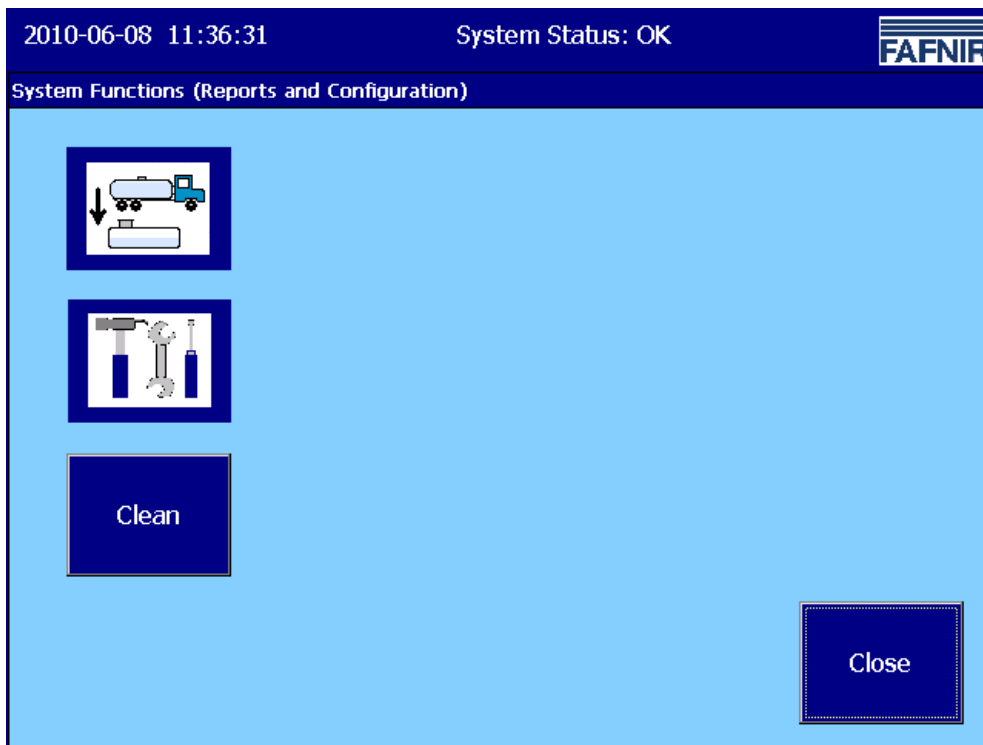 2010-06-08 11:36:31 System Status: OK FAFNIR
System Functions (Reports and Configuration)
Clean
Close